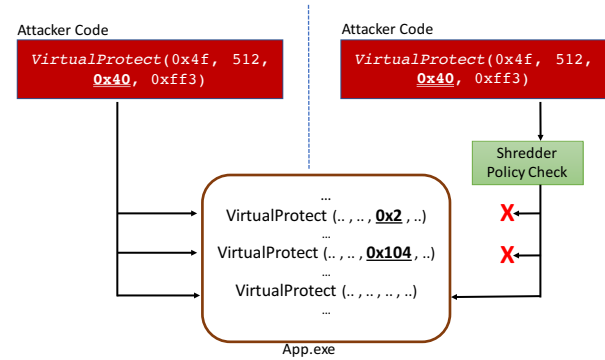 Attacker Code
VirtualProtect(0x4f, 512,
0x40, 0xff3)
Attacker Code
VirtualProtect(0x4f, 512,
0x40, 0xff3)
Shredder
Policy Check
...
VirtualProtect (.. , .. , 0x2 , ..)
...
X
VirtualProtect (.. , .. , 0x104 , ..)
...
X
VirtualProtect (.. , .. , .. , ..)
...
App.exe